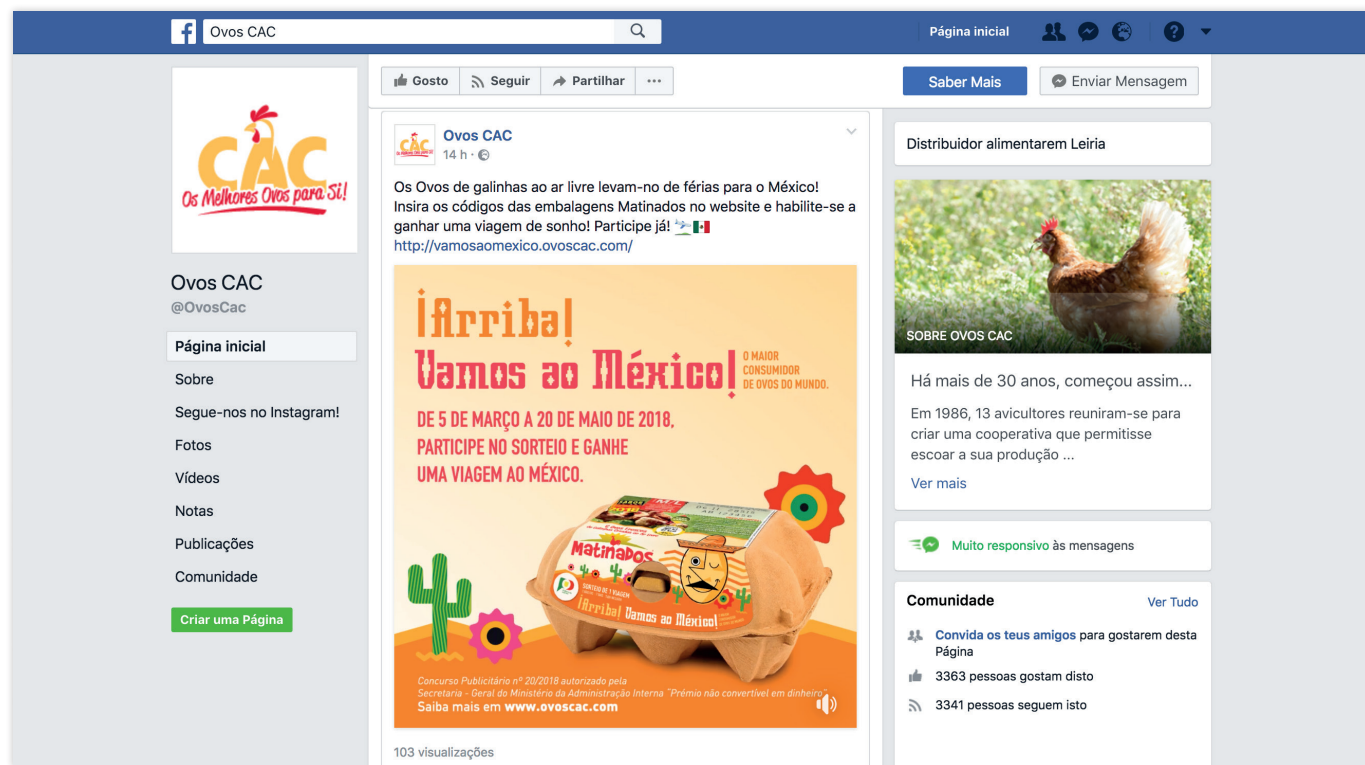 Ovos CAC
Página inicial
CAC
Os Melhores Ovos para Si!
Ovos CAC
@OvosCac
Página inicial
Sobre
Segue-nos no Instagram!
Fotos
Vídeos
Notas
Publicações
Comunidade
Criar uma Página
Gosto
Seguir
Partilhar
Saber Mais
Enviar Mensagem
Ovos CAC
14 h
Os Ovos de galinhas ao ar livre levam-no de férias para o México!
Insira os códigos das embalagens Matinados no website e habilite-se a
ganhar uma viagem de sonho! Participe já!
http://vamosaomexico.ovoscac.com/
¡Arriba!
Vamos ao México!
O MAIOR
CONSUMIDOR
DE OVOS DO MUNDO.
DE 5 DE MARÇO A 20 DE MAIO DE 2018,
PARTICIPE NO SORTEIO E GANHE
UMA VIAGEM AO MÉXICO.
M/L
Matinados
SORTEIO DE 1 VIAGEM
¡Arriba! Vamos ao México!
Concurso Publicitário nº 20/2018 autorizado pela
Secretaria - Geral do Ministério da Administração Interna "Prémio não convertível em dinheiro"
Saiba mais em www.ovoscac.com
103 visualizações
Distribuidor alimentarem Leiria
SOBRE OVOS CAC
Há mais de 30 anos, começou assim...
Em 1986, 13 avicultores reuniram-se para
criar uma cooperativa que permitisse
escoar a sua produção ...
Ver mais
Muito responsivo às mensagens
Comunidade
Ver Tudo
Convida os teus amigos para gostarem desta
Página
3363 pessoas gostam disto
3341 pessoas seguem isto